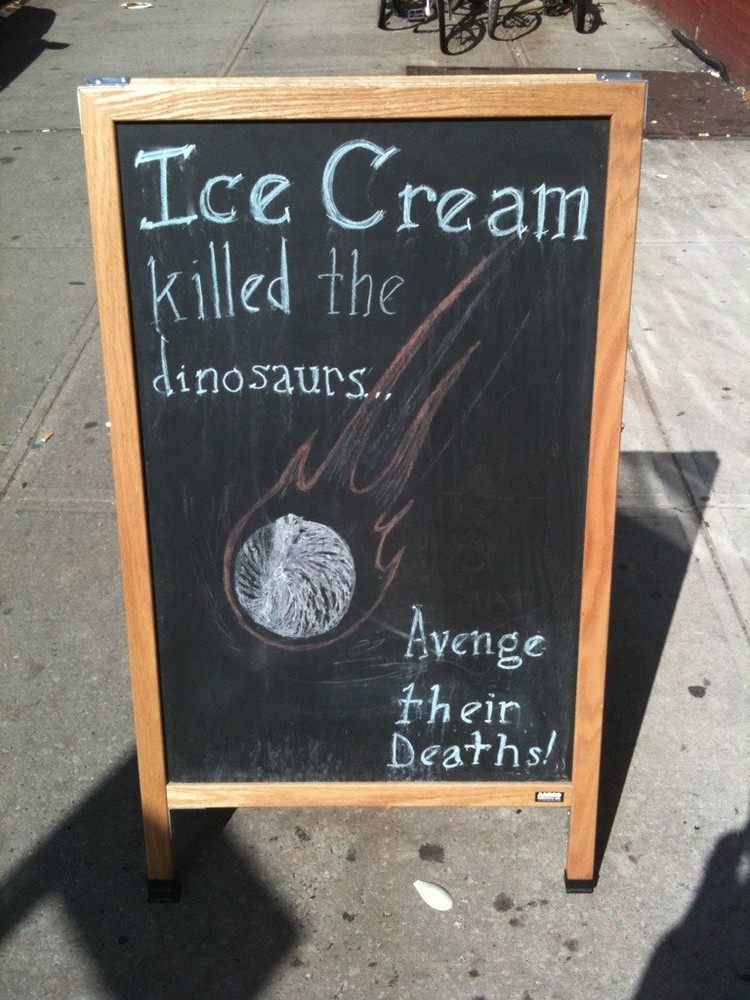 Ice Cream
killed the
dinosaurs...
Avenge
their
Deaths!